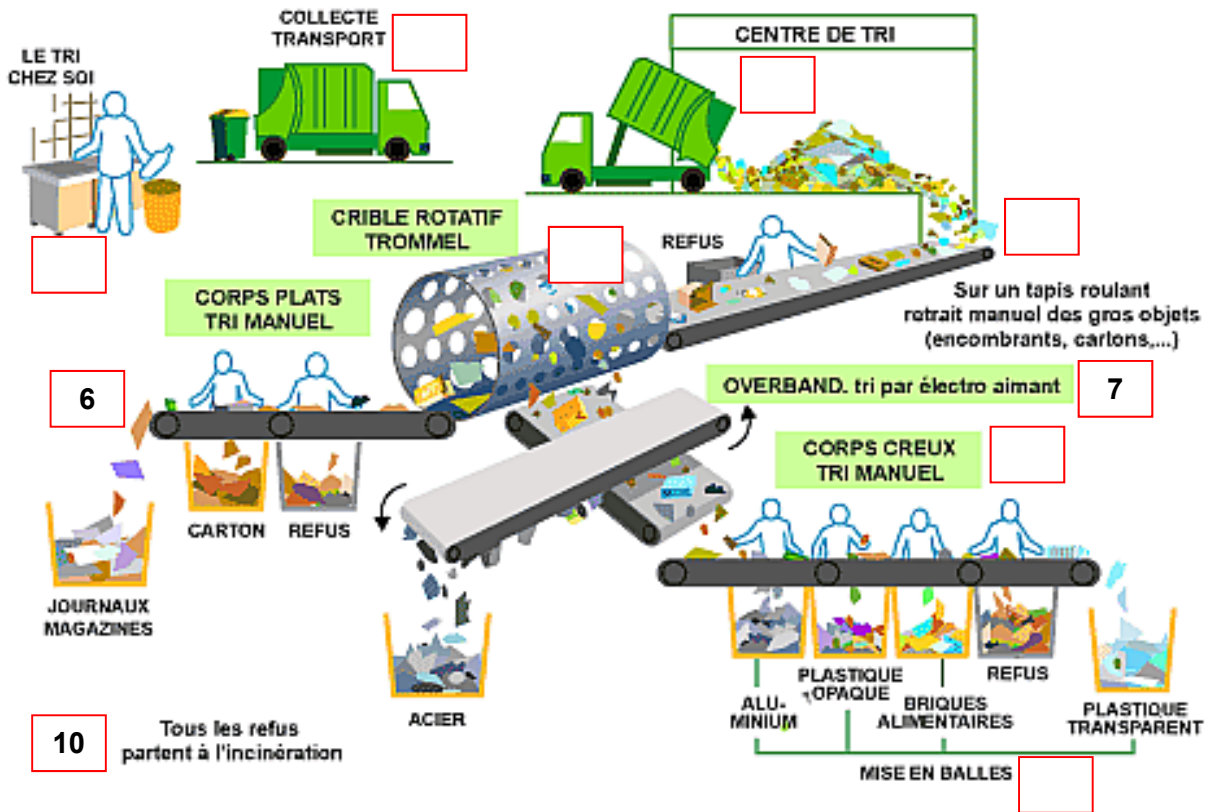 COLLECTE
TRANSPORT
CENTRE DE TRI
LE TRI
CHEZ SOI
CRIBLE ROTATIF
TROMMEL
REFUS
CORPS PLATS
TRI MANUEL
Sur un tapis roulant
retrait manuel des gros objets
(encombrants, cartons,...)
6
OVERBAND. tri par électro aimant
7
CORPS CREUX
TRI MANUEL
CARTON
REFUS
JOURNAUX
MAGAZINES
ACIER
ALU-
MINIUM
PLASTIQUE
OPAQUE
BRIQUES
ALIMENTAIRES
REFUS
PLASTIQUE
TRANSPARENT
10
Tous les refus
partent à l'incinération
MISE EN BALLES